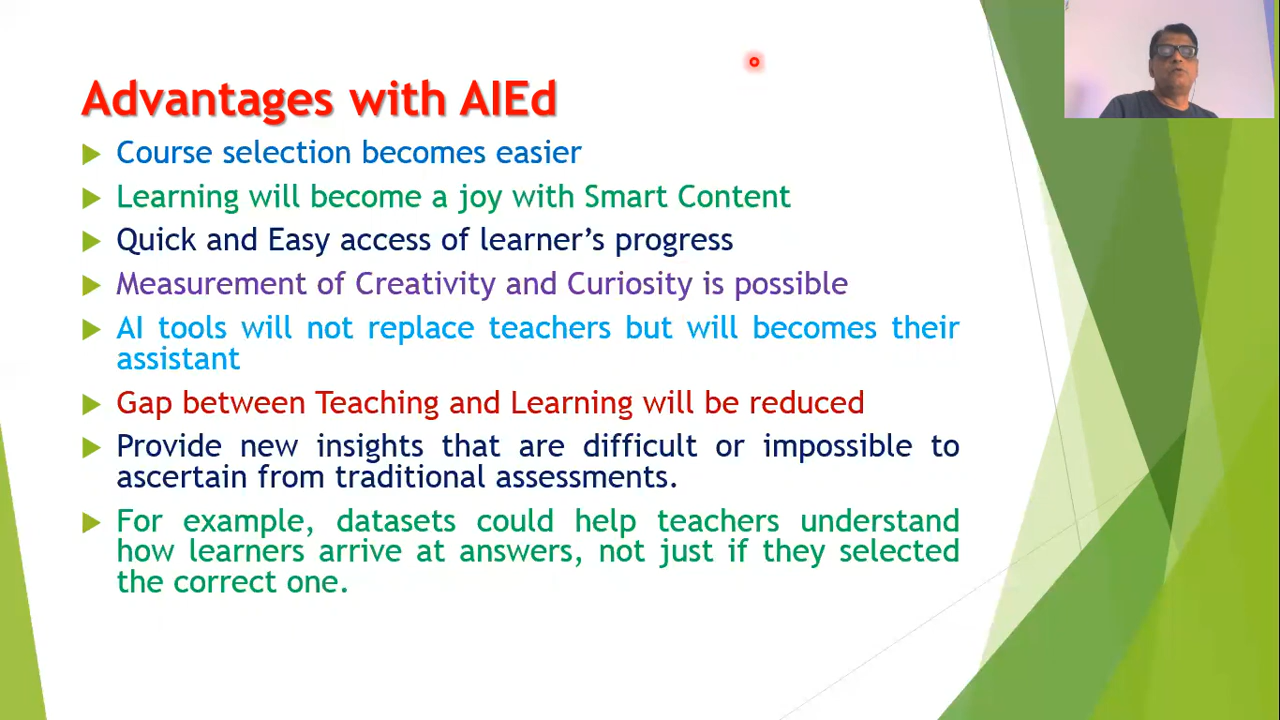 Advantages with AIEd
Course selection becomes easier
Learning will become a joy with Smart Content
Quick and Easy access of learner’s progress
Measurement of Creativity and Curiosity is possible
AI tools will not replace teachers but will becomes their
assistant
Gap between Teaching and Learning will be reduced
Provide new insights that are difficult or impossible to
ascertain from traditional assessments.
For example, datasets could help teachers understand
how learners arrive at answers, not just if they selected
the correct one.